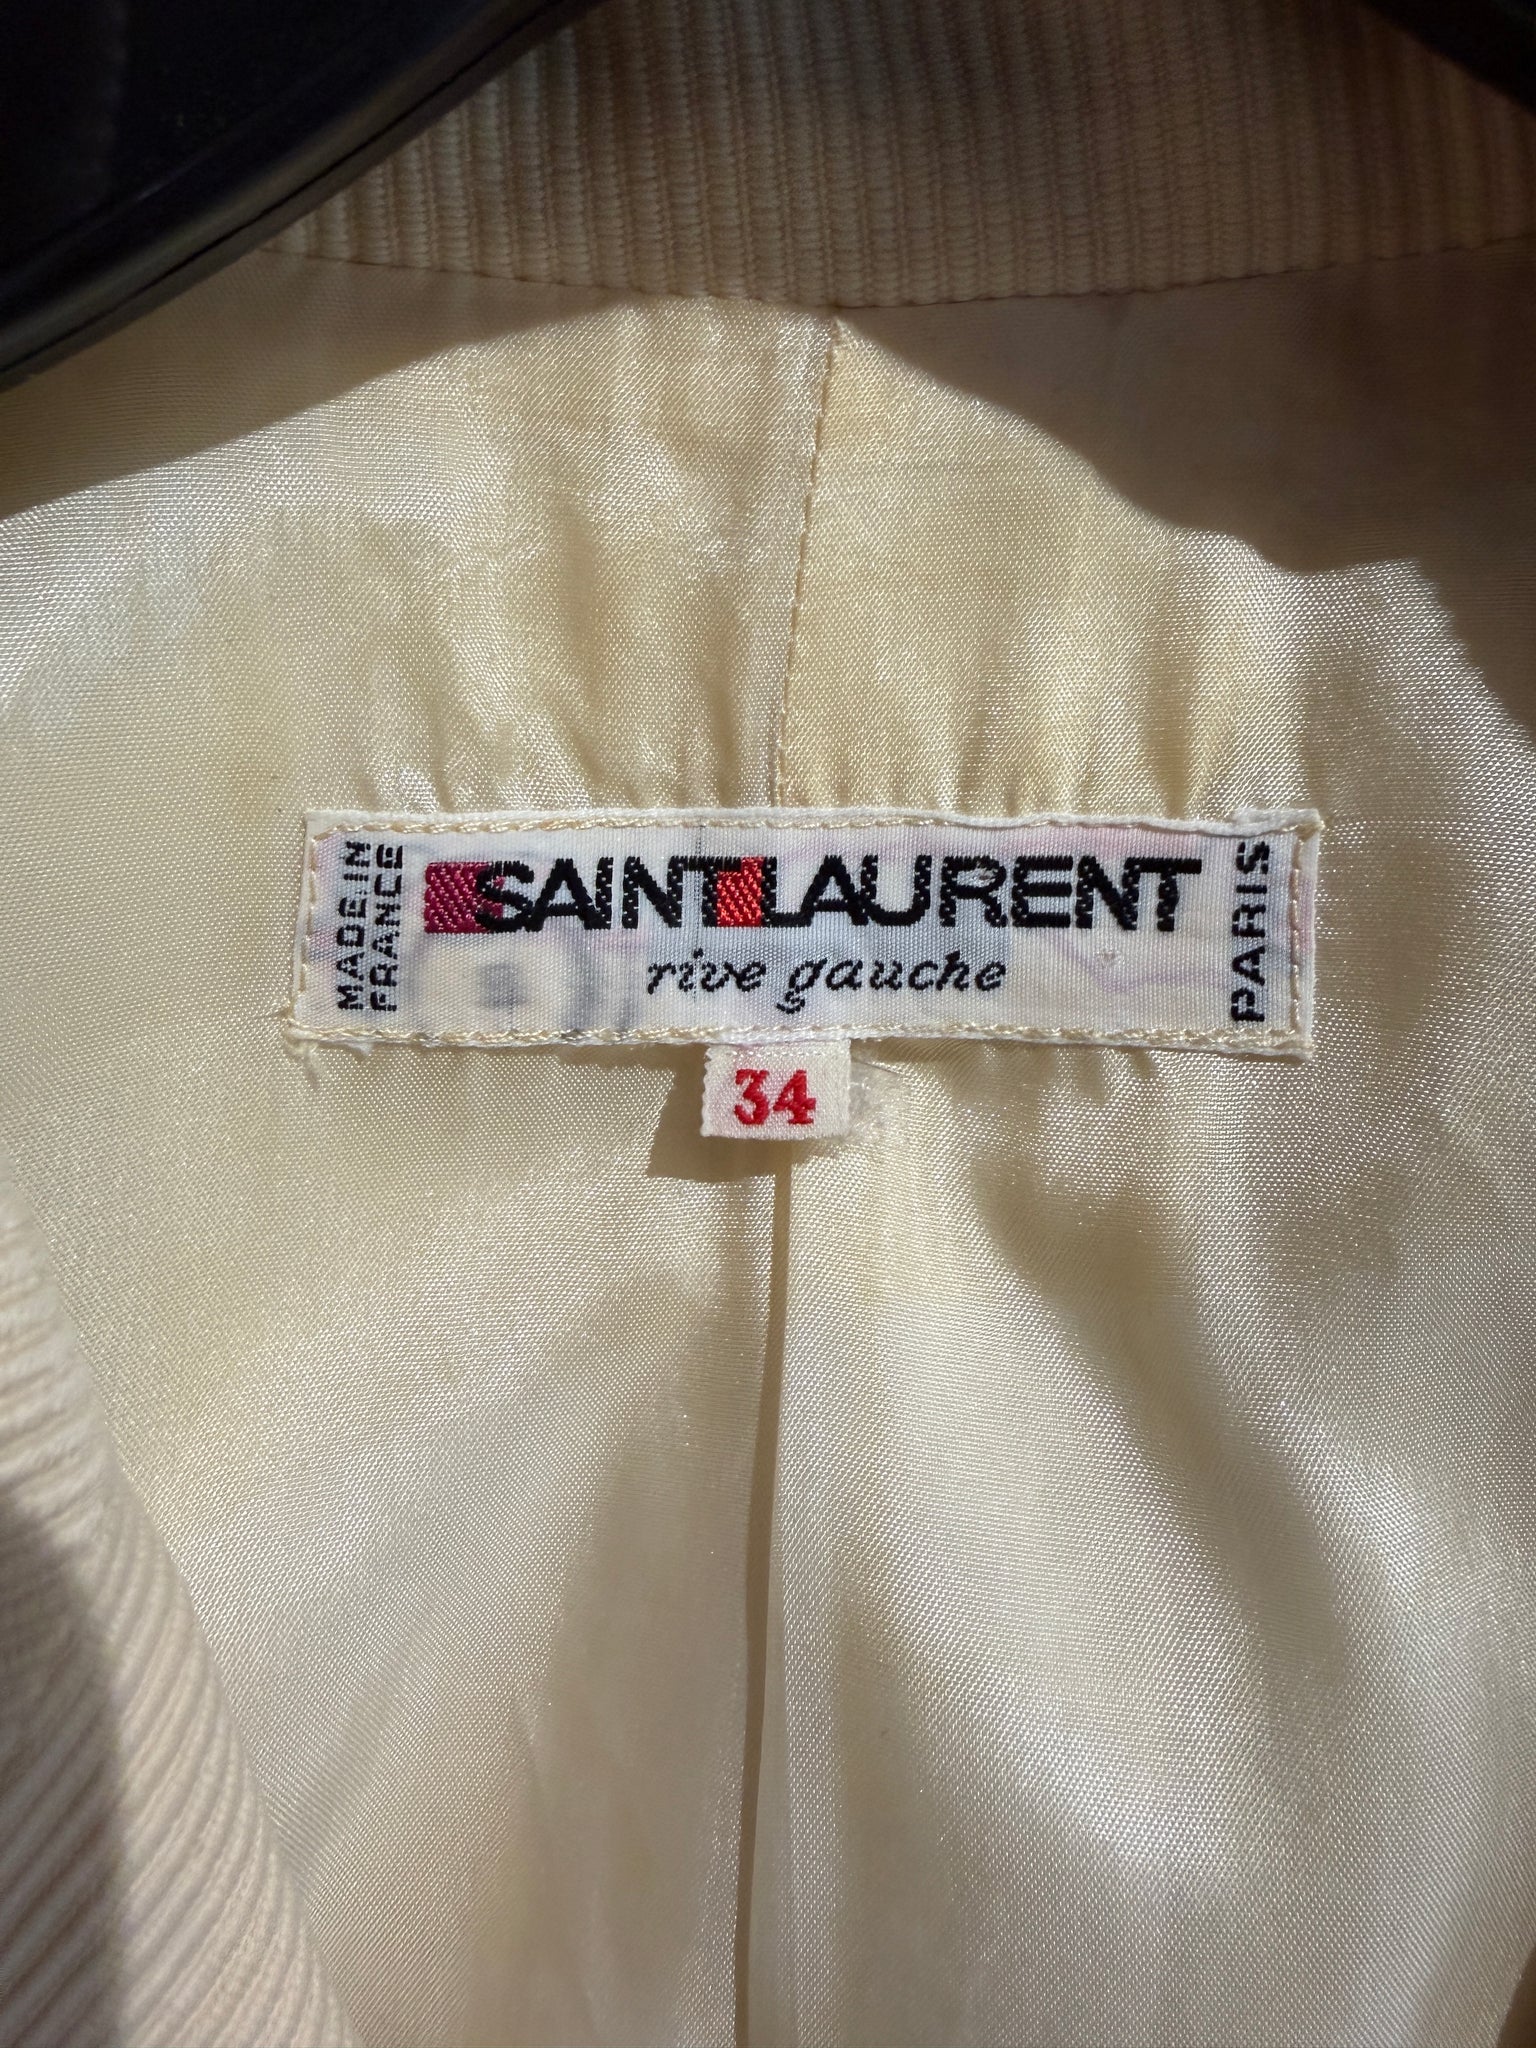 MADE IN
FRANCE
SAINT LAURENT
rive gauche
PARIS
34